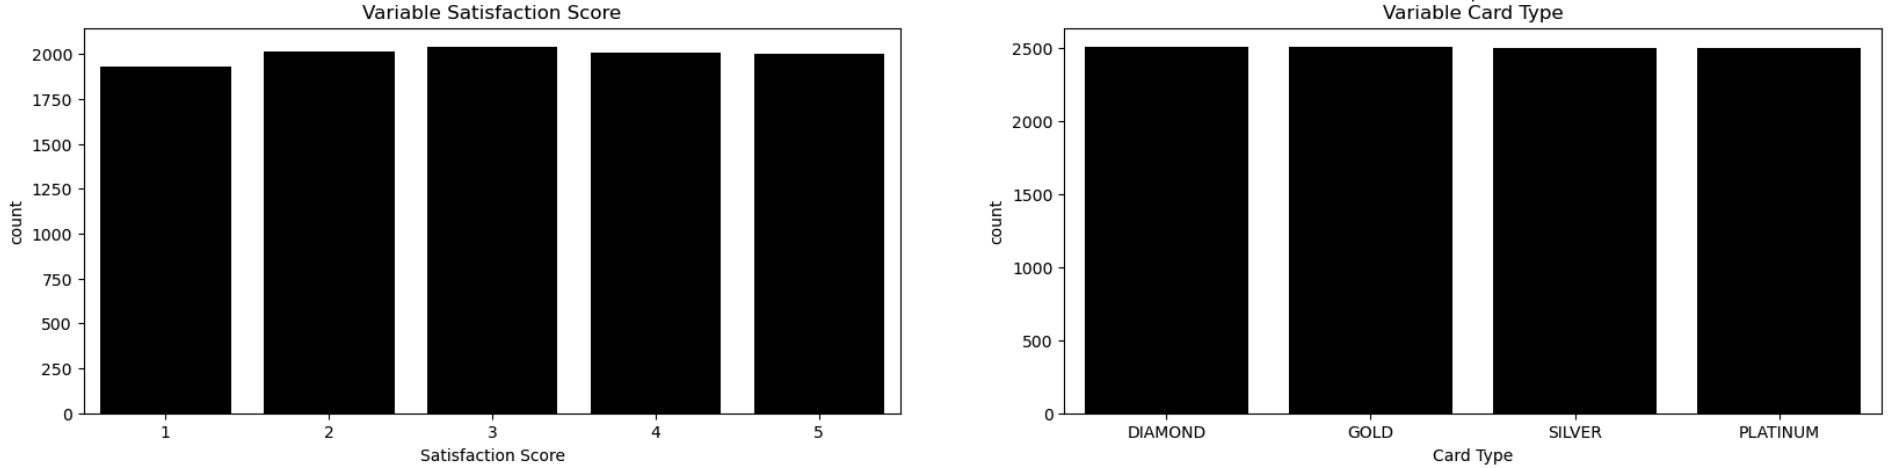 Variable Satisfaction Score
2000
1750
1500
1250
1000
750
500
250
0
count
1
2
3
4
5
Satisfaction Score
Variable Card Type
2500
2000
1500
1000
500
0
count
DIAMOND
GOLD
SILVER
PLATINUM
Card Type